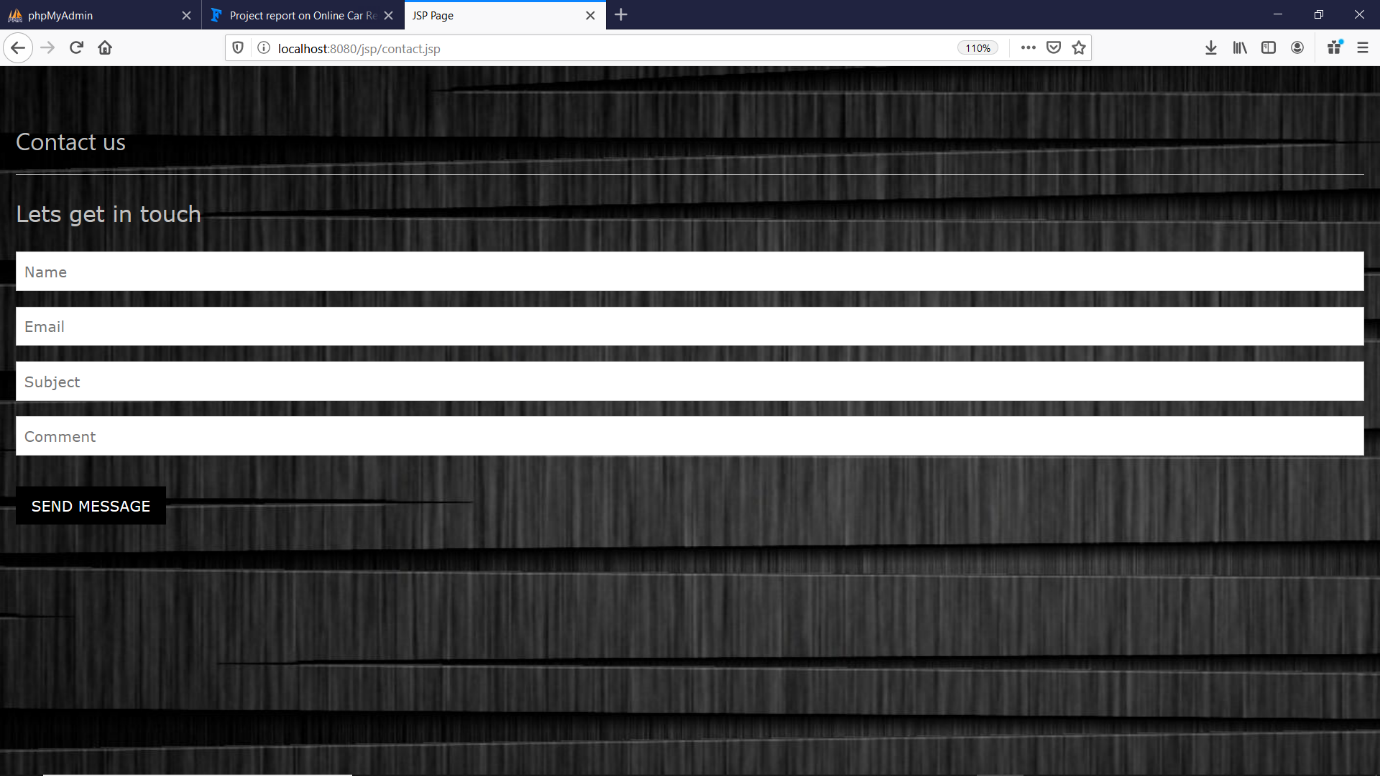 phpMyAdmin
Project report on Online Car Re
JSP Page
localhost:8080/jsp/contact.jsp
110%
Contact us
Lets get in touch
Name
Email
Subject
Comment
SEND MESSAGE